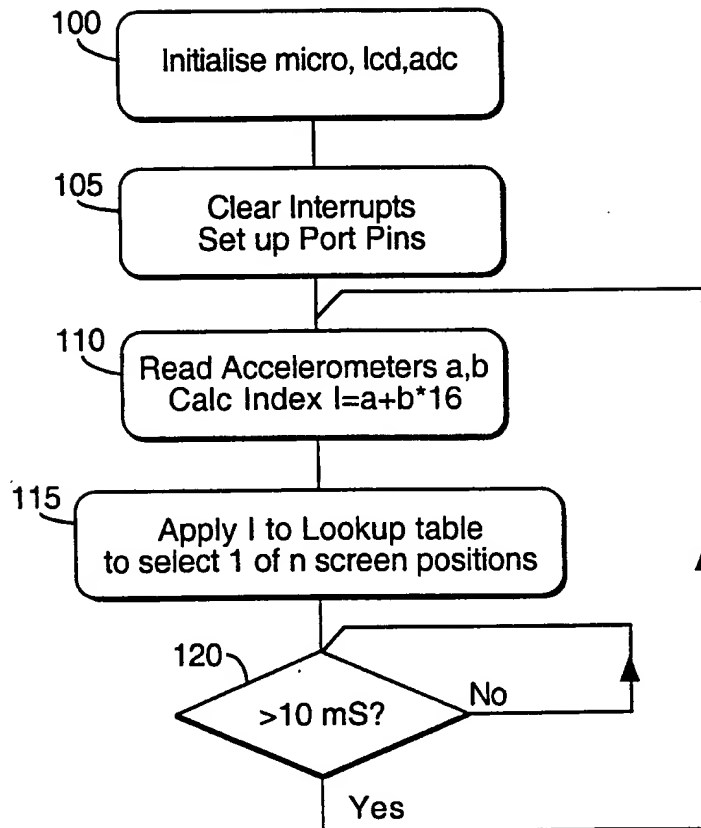 100
Initialise micro, lcd,adc
105
Clear Interrupts
Set up Port Pins
110
Read Accelerometers a,b
Calc Index I=a+b*16
115
Apply I to Lookup table
to select 1 of n screen positions
120
>10 mS?
No
Yes